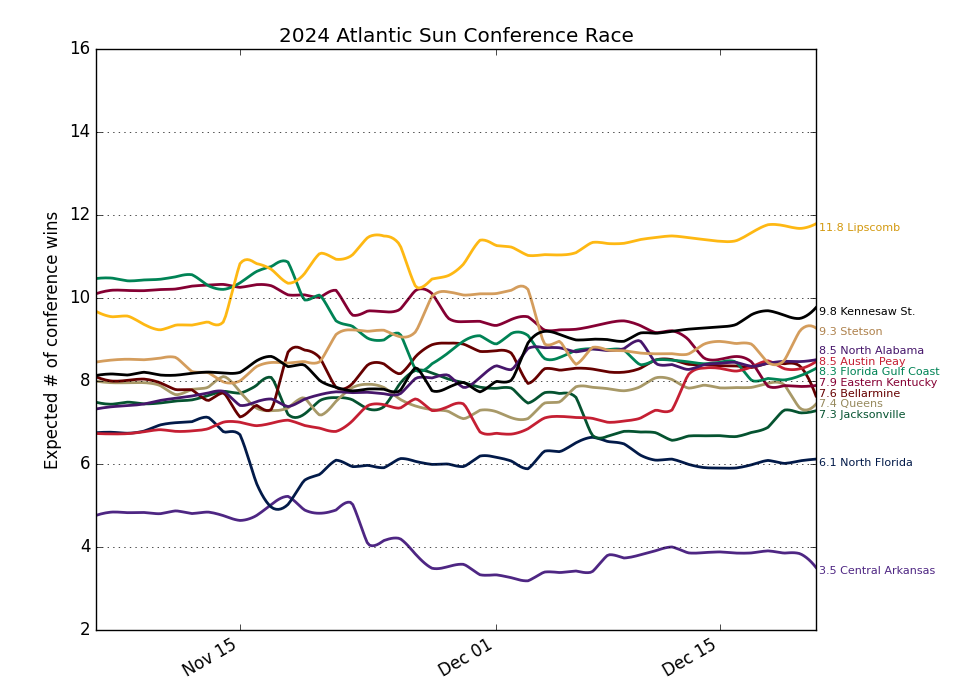 2024 Atlantic Sun Conference Race
Expected # of conference wins
16
14
12
10
8
6
4
2
Nov 15
Dec 01
Dec 15
11.8 Lipscomb
9.8 Kennesaw St.
9.3 Stetson
8.5 North Alabama
8.5 Austin Peay
8.3 Florida Gulf Coast
7.9 Eastern Kentucky
7.6 Bellarmine
7.4 Queens
7.3 Jacksonville
6.1 North Florida
3.5 Central Arkansas